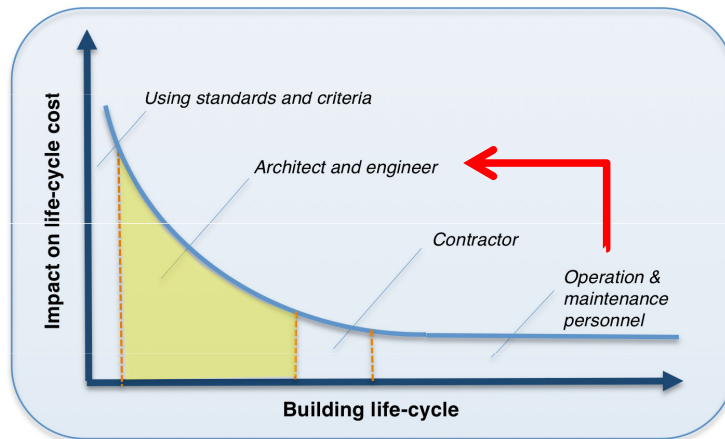 Impact on life-cycle cost
Using standards and criteria
Architect and engineer
Contractor
Operation &
maintenance
personnel
Building life-cycle